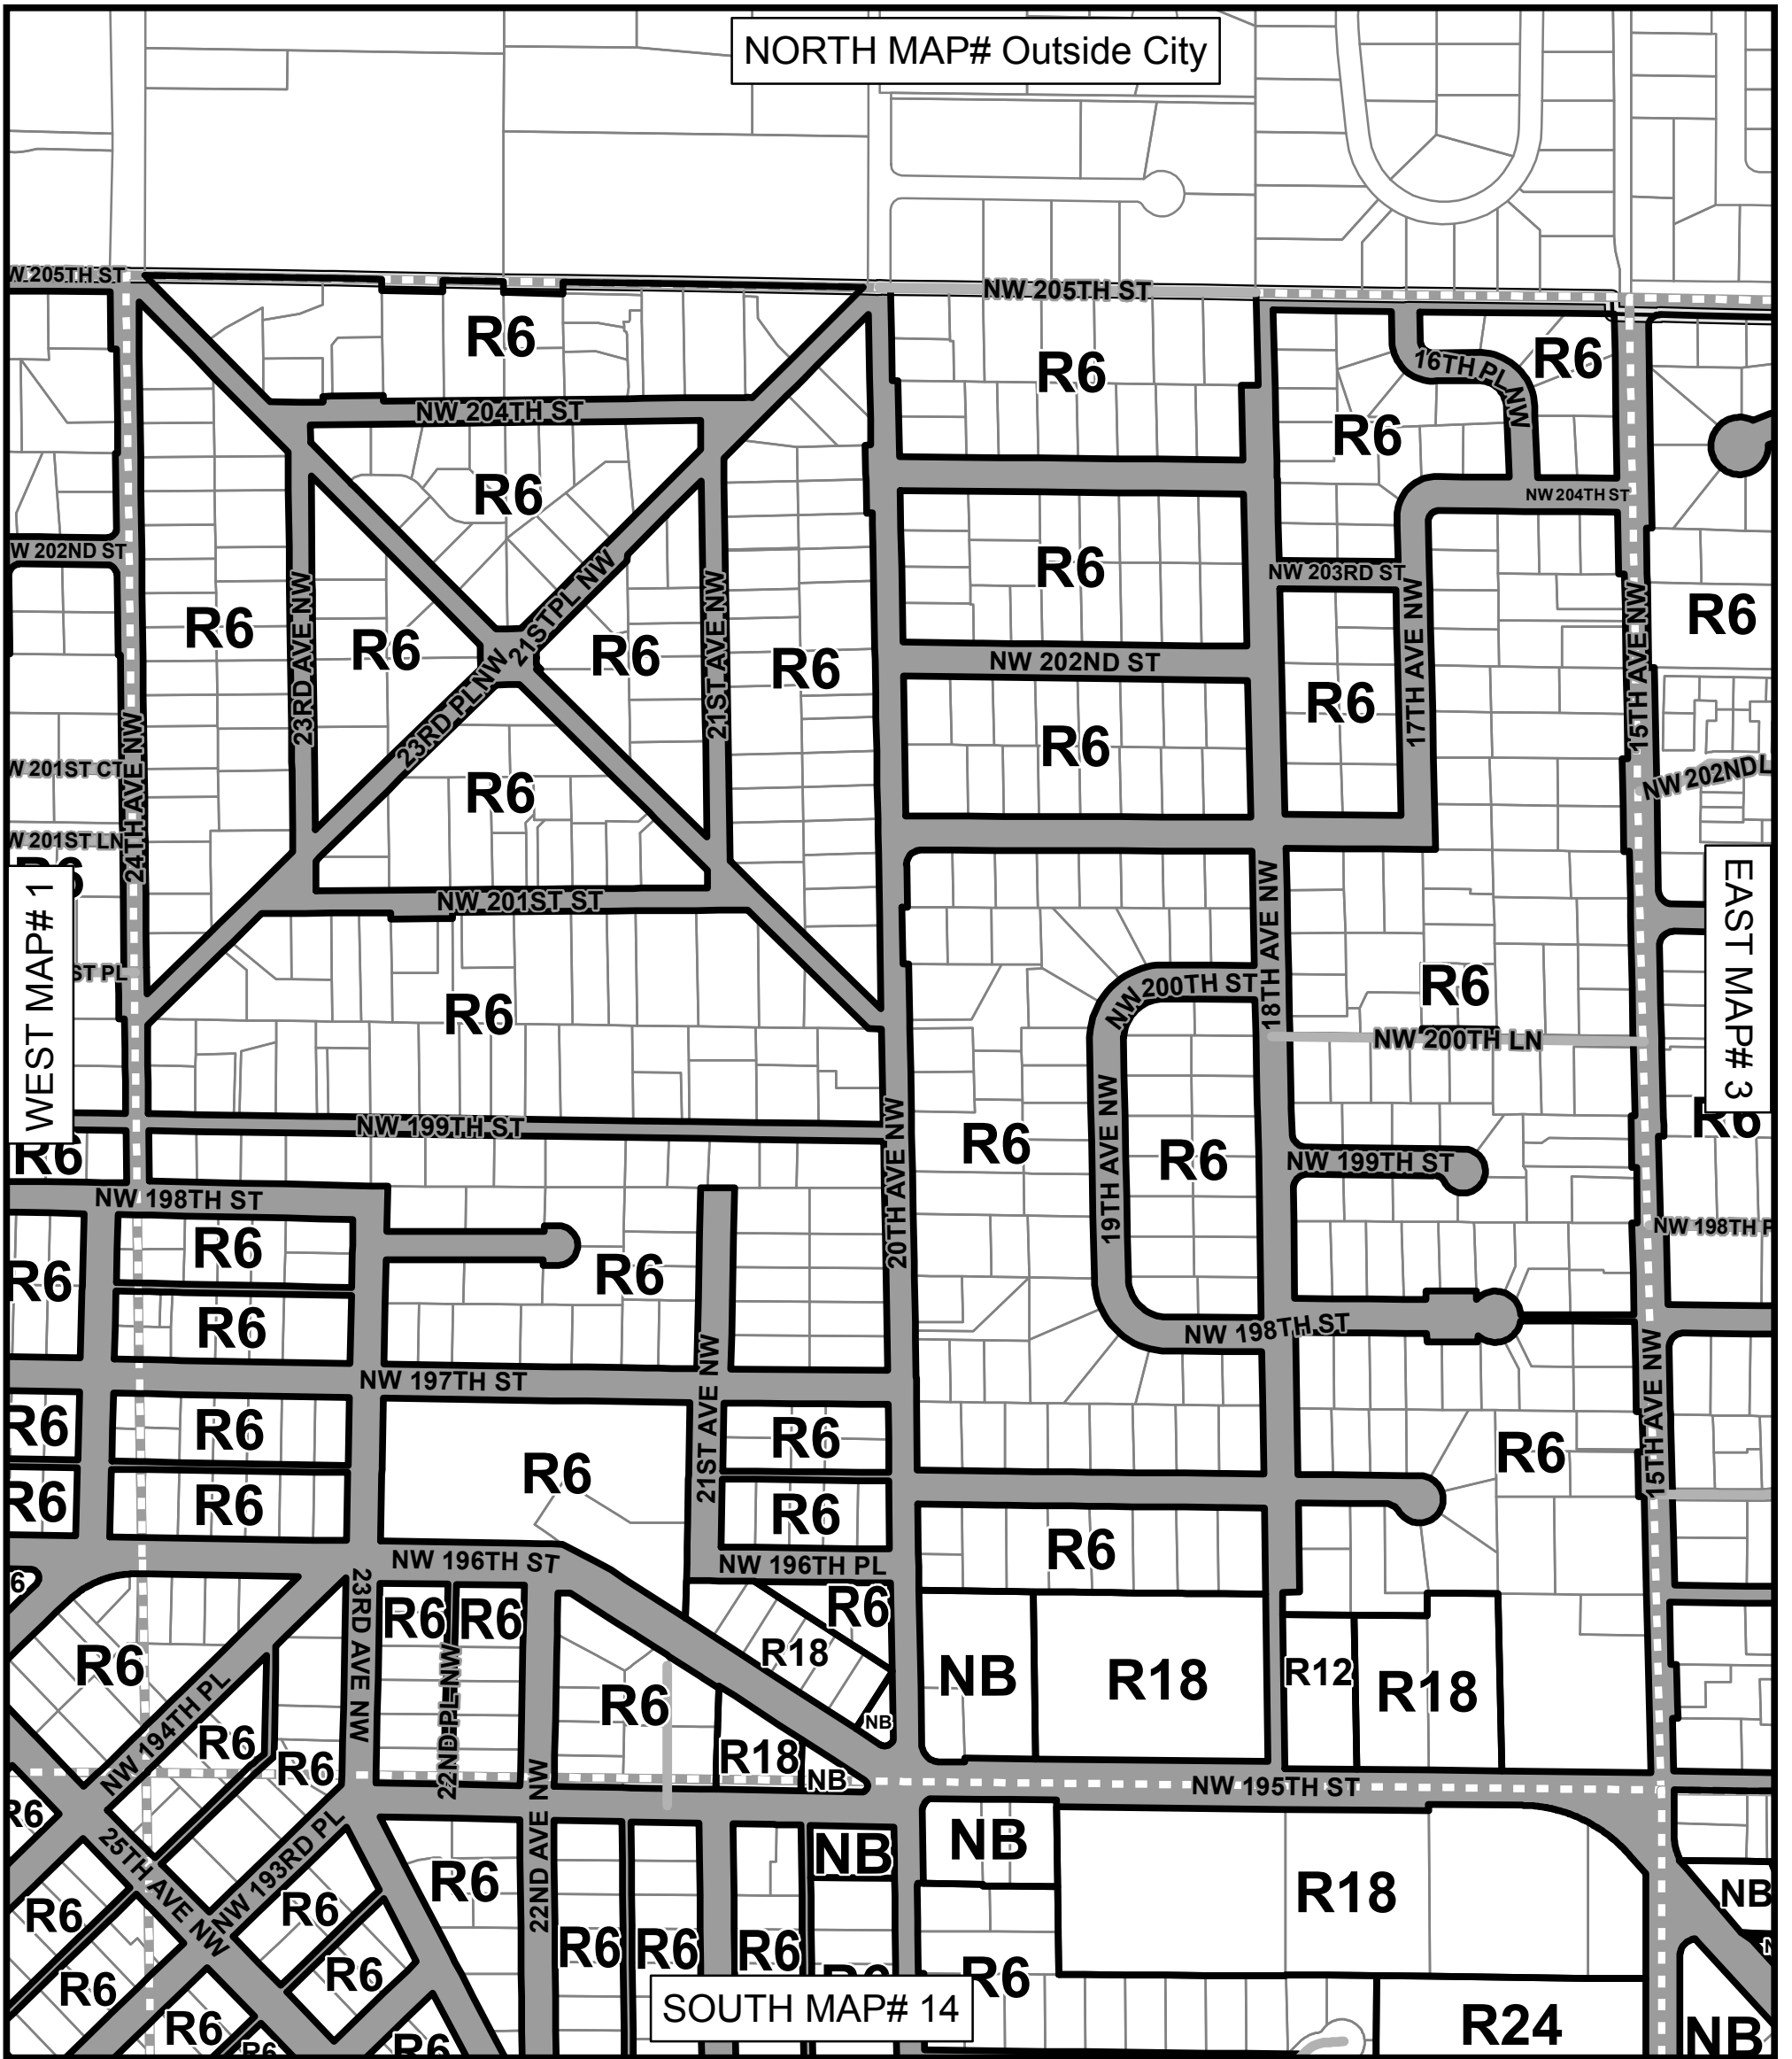 NORTH MAP# Outside City
W 205TH ST
NW 205TH ST
R6
R6
R6
16TH PL NW
NW 204TH ST
R6
R6
NW 204TH ST
W 202ND ST
R6
NW 203RD ST
R6
23RD AVE NW
R6
21ST PL NW
R6
21ST AVE NW
R6
NW 202ND ST
17TH AVE NW
15TH AVE NW
R6
23RD PL NW
R6
R6
R6
24TH AVE NW
W 201ST CT
NW 202ND L
W 201ST LN
R6
NW 201ST ST
18TH AVE NW
WEST MAP# 1
EAST MAP# 3
ST PL
R6
NW 200TH ST
R6
NW 200TH LN
NW 199TH ST
20TH AVE NW
19TH AVE NW
R6
R6
R6
NW 199TH ST
R6
NW 198TH ST
NW 198TH P
R6
R6
R6
R6
NW 198TH ST
15TH AVE NW
NW 197TH ST
21ST AVE NW
R6
R6
R6
R6
R6
R6
R6
R6
NW 196TH ST
NW 196TH PL
R6
6
23RD AVE NW
R6
R6
R6
R6
22ND PL NW
R6
R18
NB
R18
R12
R18
NW 194TH PL
R6
R6
R6
NB
R18
NB
NW 195TH ST
R6
22ND AVE NW
25TH AVE NW
NW 193RD PL
R6
NB
NB
R18
NB
R6
R6
R6
R6
R6
R6
R6
R6
R6
SOUTH MAP# 14
R6
R6
R6
R24
NB